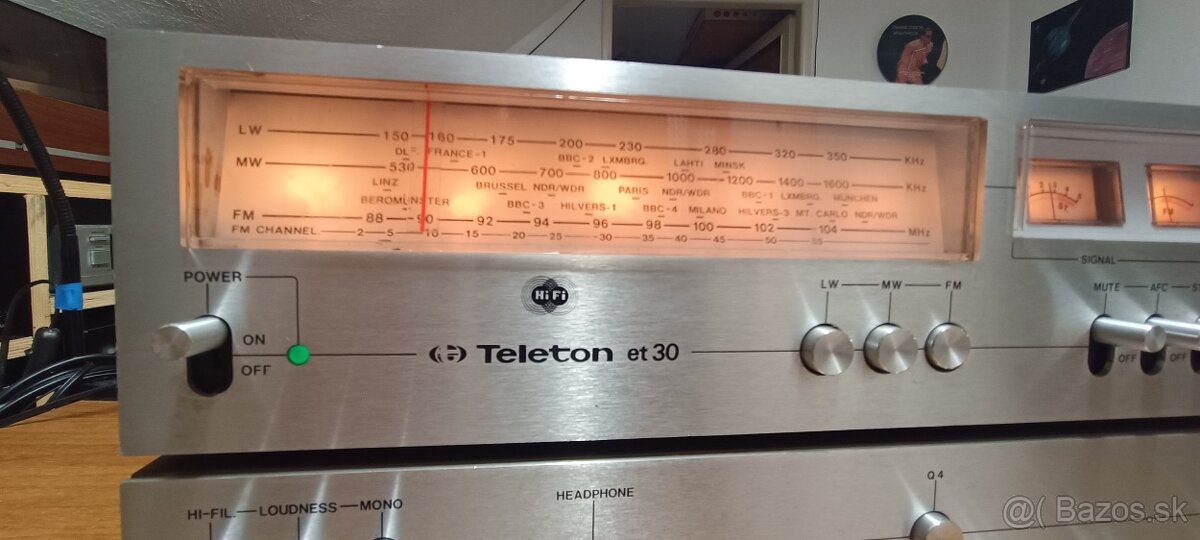 LW 150 160 175 200 230 280 320 350 KHz
FRANCE-1 BBC-2 LXMBRG. LAHTI MINSK
MW 530 600 700 800 1000 1200 1400 1600 KHz
LINZ BRUSSEL NDR/WDR PARIS NDR/WDR BBC-1 LXMBRG. MÜNCHEN
BEROMÜNSTER BBC-3 HILVERS-1 BBC-4 MILANO HILVERS-3 MT.CARLO NDR/WDR
FM 88 90 92 94 96 98 100 102 104 MHz
FM CHANNEL 2 5 10 15 20 25 30 35 40 45 50 55
SIGNAL
POWER
ON
OFF
HiFi
Teleton et 30
LW MW FM
MUTE AFC
OFF OFF
HI-FIL. LOUDNESS MONO
HEADPHONE
Q4
@( Bazos.sk